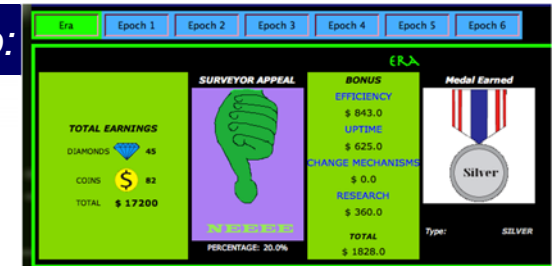 Era Epoch 1 Epoch 2 Epoch 3 Epoch 4 Epoch 5 Epoch 6
ERA
TOTAL EARNINGS
DIAMONDS 45
COINS $ 82
TOTAL $ 17200
SURVEYOR APPEAL
NEEEE
PERCENTAGE: 20.0%
BONUS
EFFICIENCY
$ 843.0
UPTIME
$ 625.0
CHANGE MECHANISMS
$ 0.0
RESEARCH
$ 360.0
TOTAL
$ 1828.0
Medal Earned
Silver
Type: SILVER